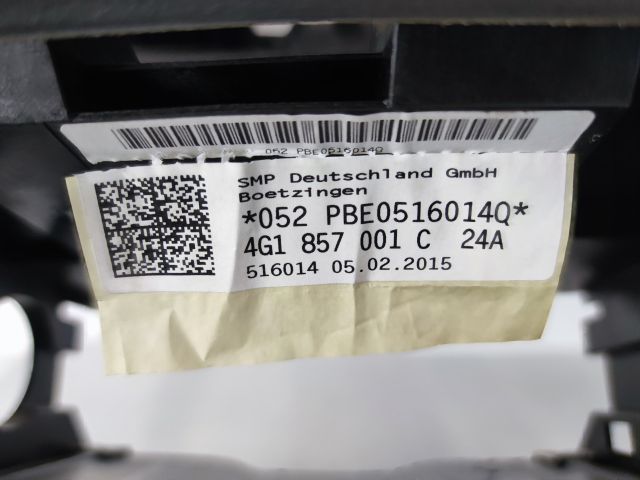 052 PBE0516014Q
SMP Deutschland GmbH
Boetzingen
*052 PBE0516014Q*
4G1 857 001 C 24A
516014 05.02.2015